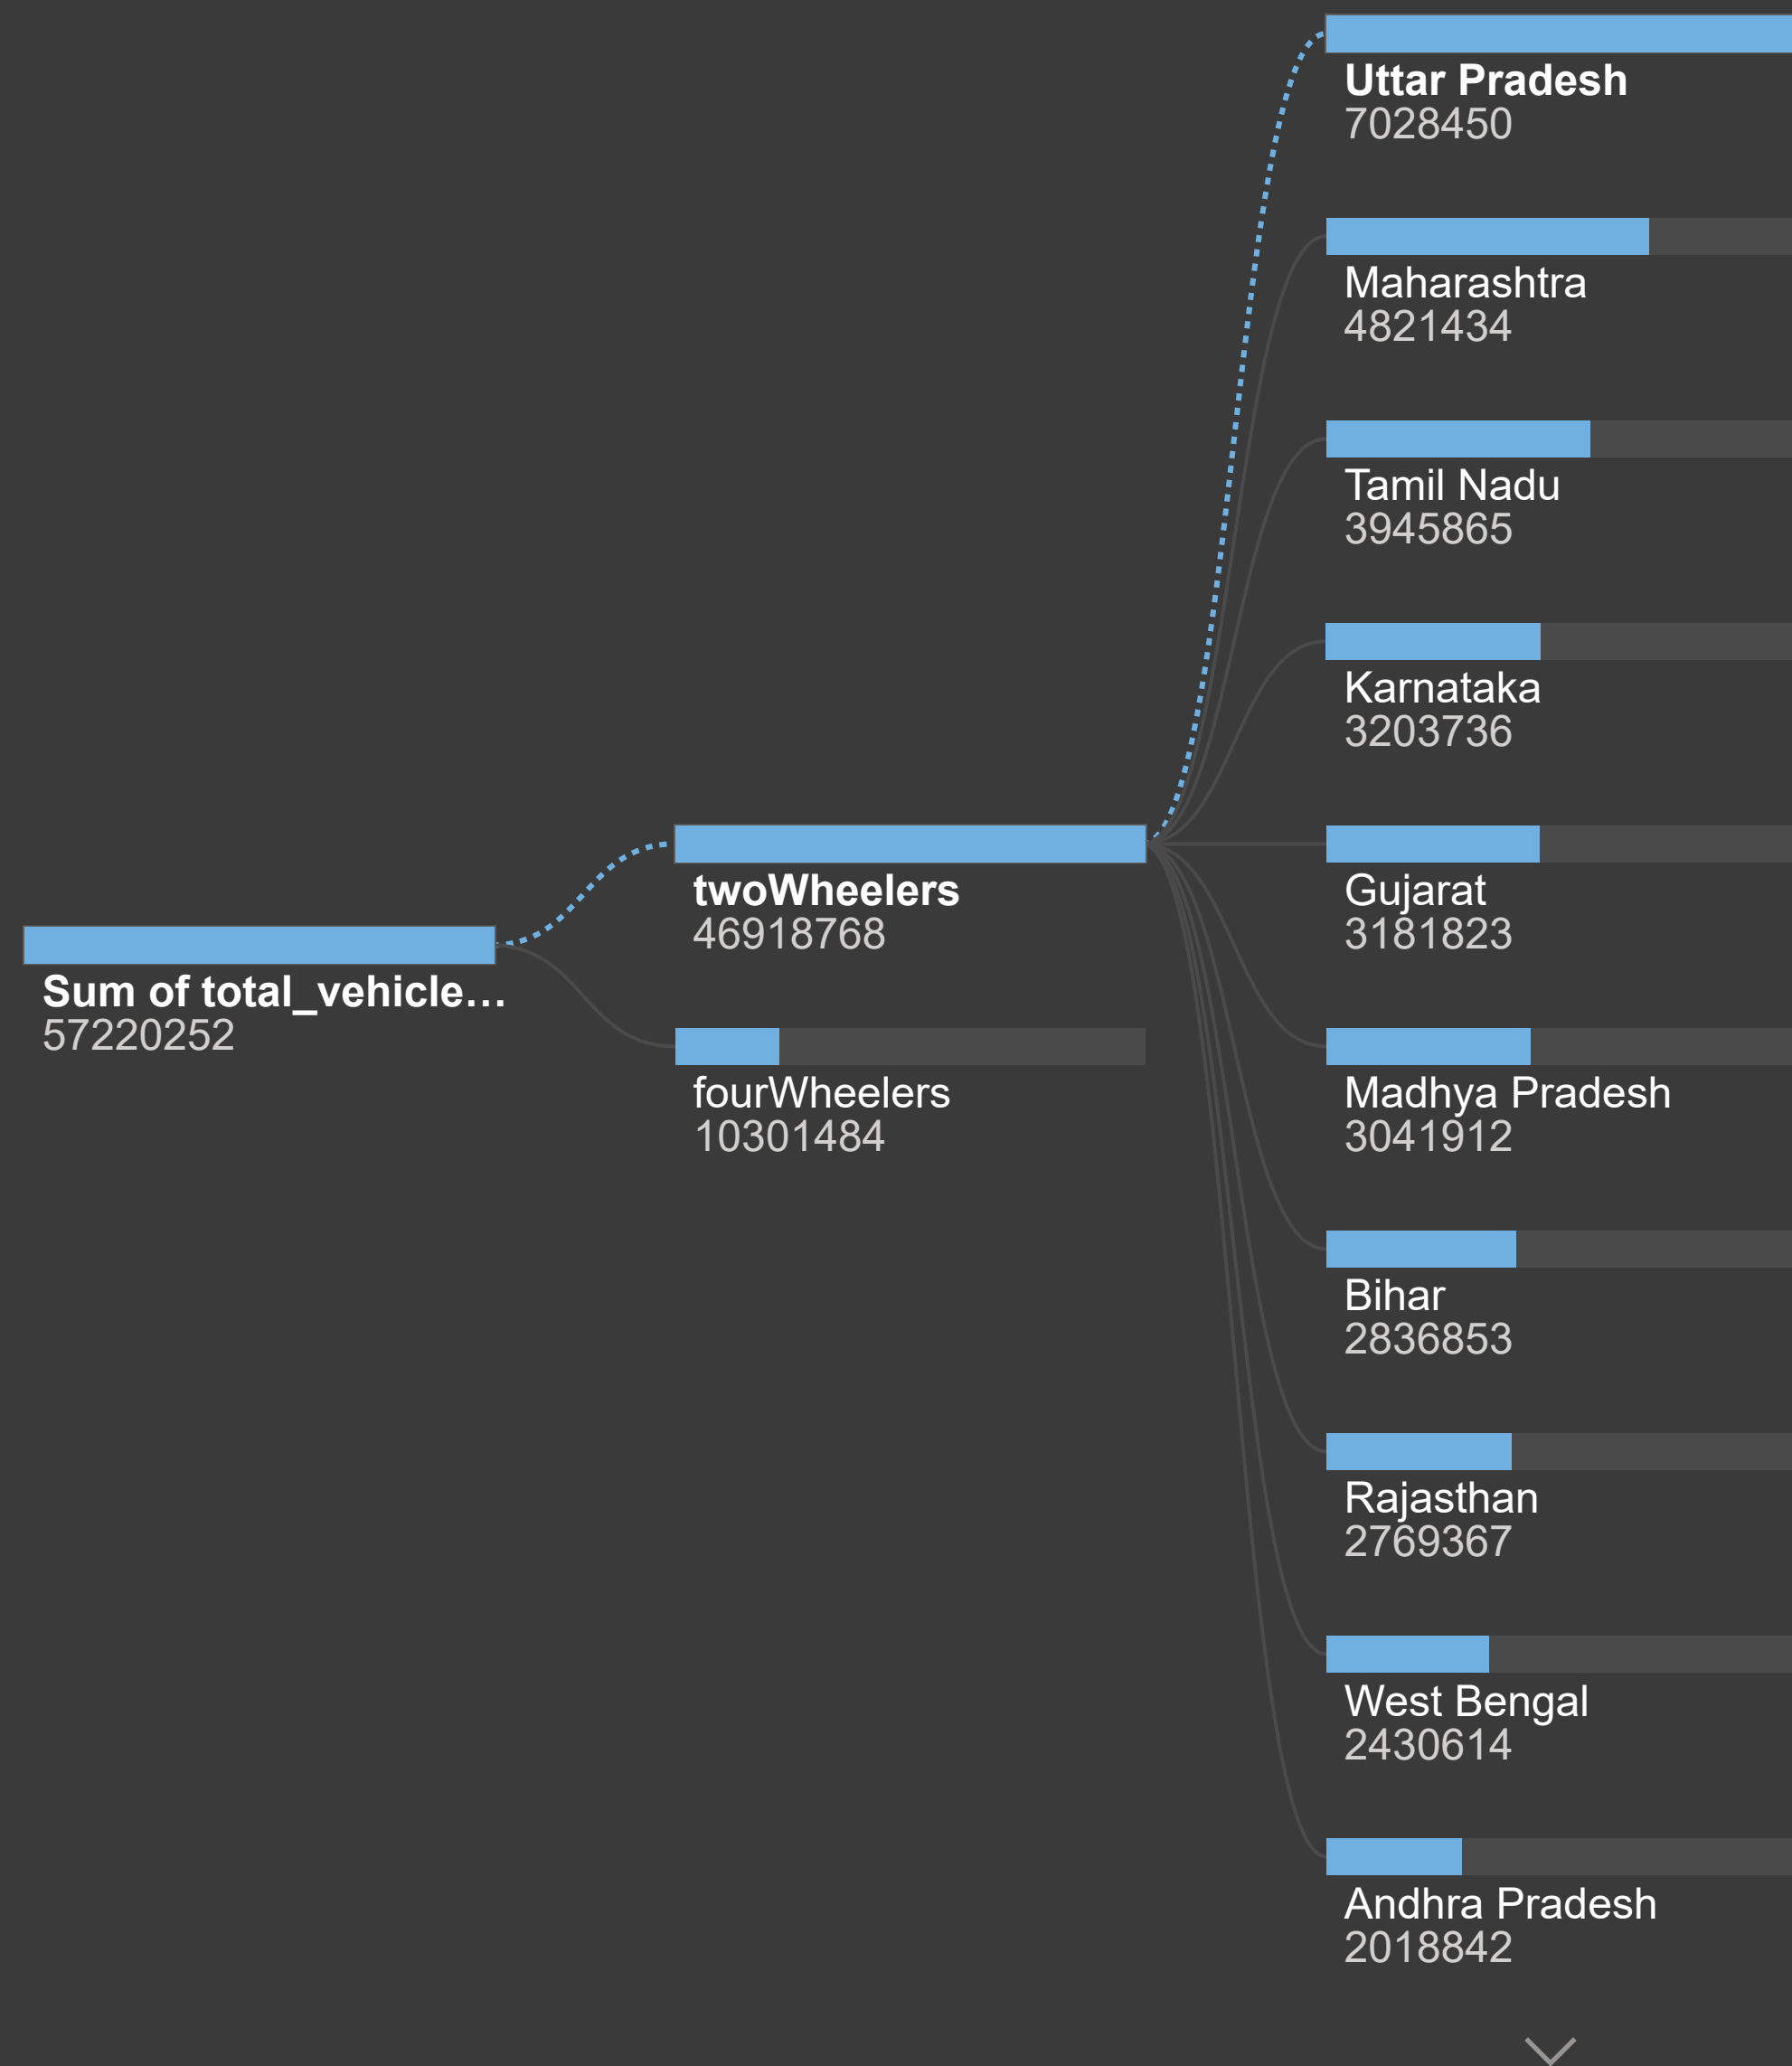 Sum of total_vehicle…
57220252
twoWheelers
46918768
fourWheelers
10301484
Uttar Pradesh
7028450
Maharashtra
4821434
Tamil Nadu
3945865
Karnataka
3203736
Gujarat
3181823
Madhya Pradesh
3041912
Bihar
2836853
Rajasthan
2769367
West Bengal
2430614
Andhra Pradesh
2018842